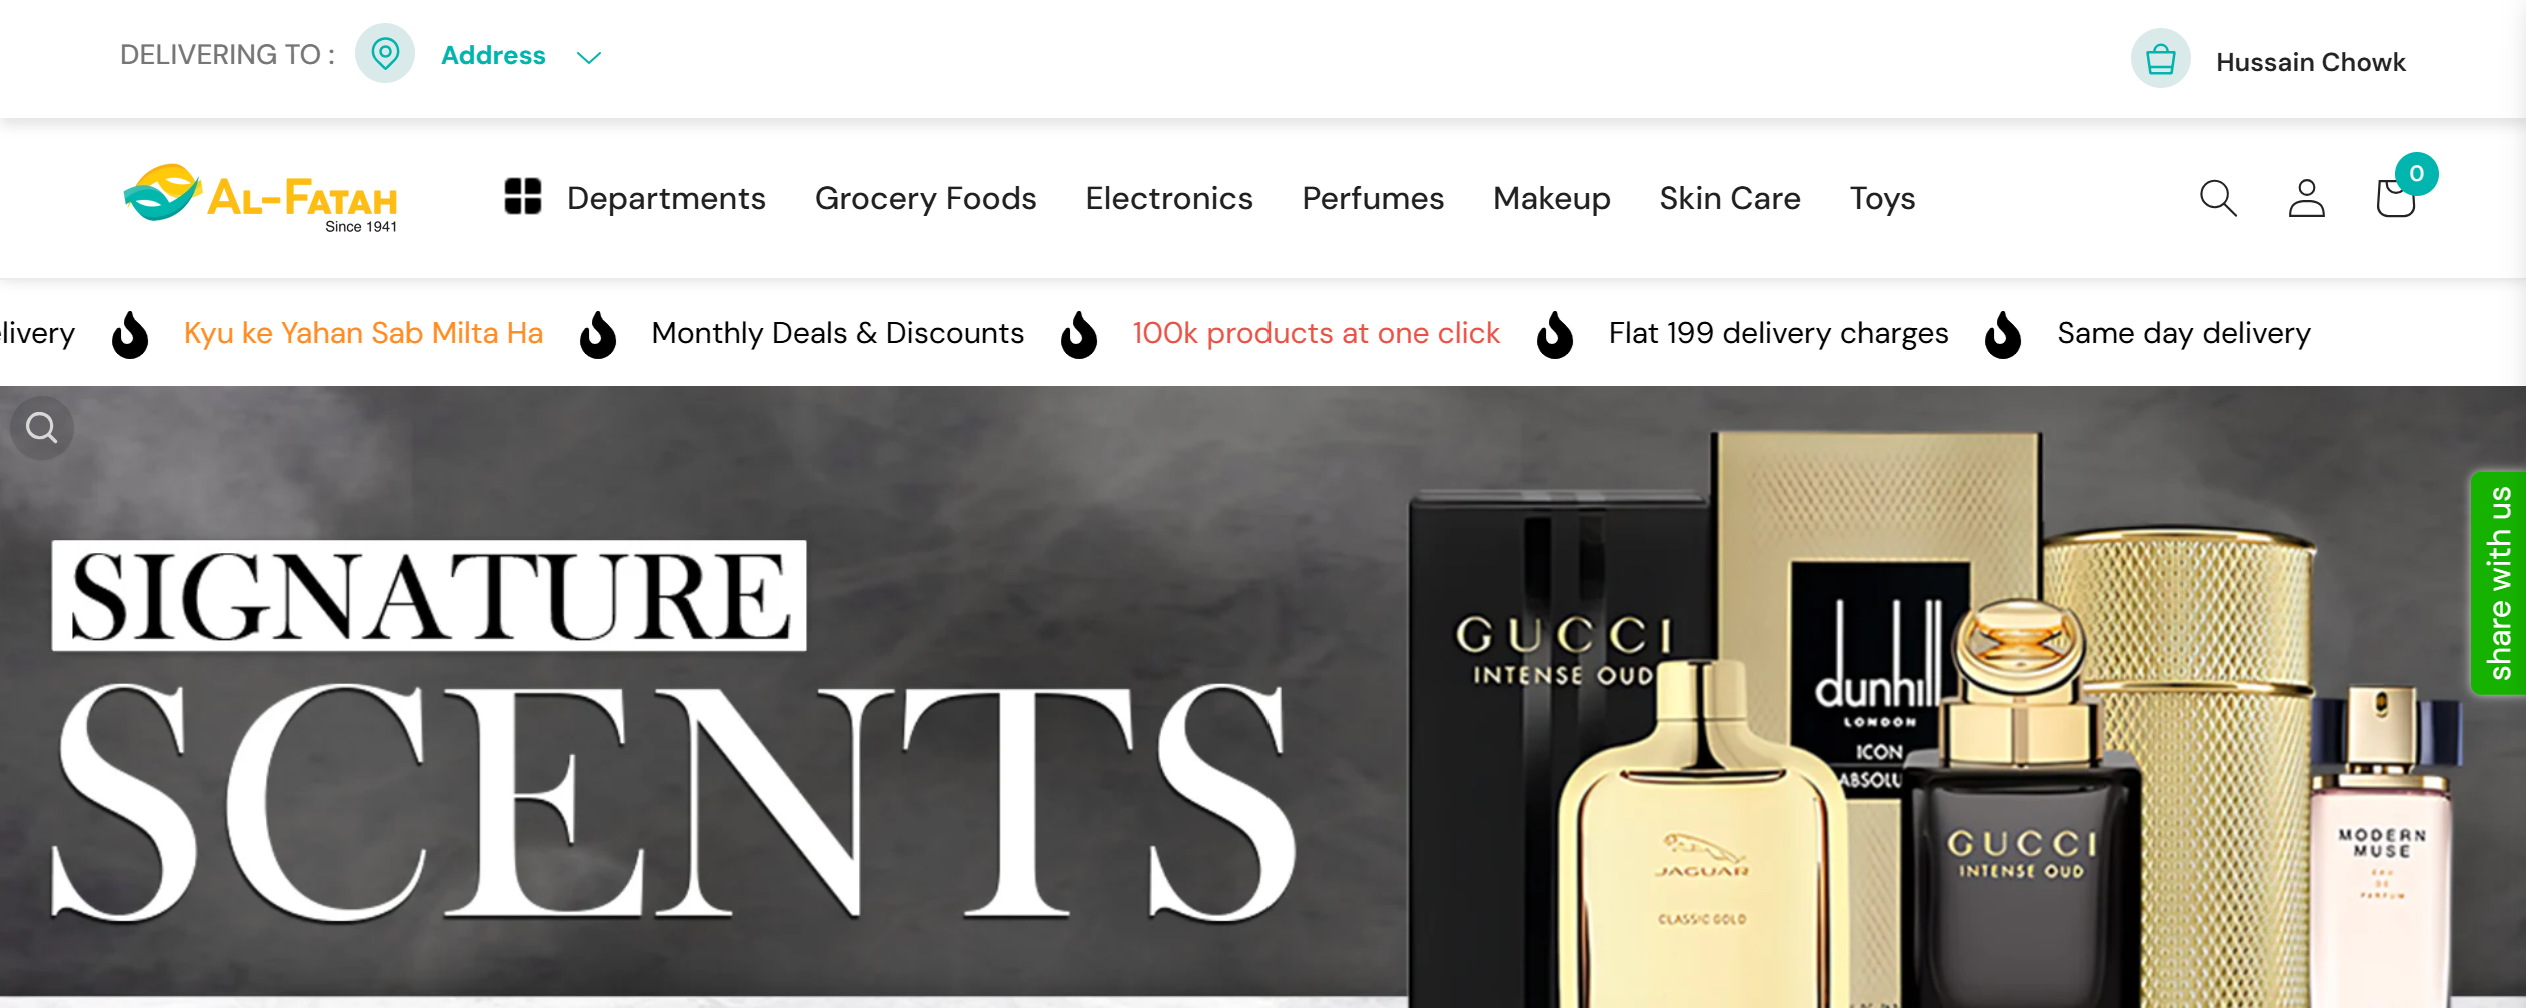 DELIVERING TO :
Address
Hussain Chowk
AL-FATAH
Since 1941
Departments
Grocery Foods
Electronics
Perfumes
Makeup
Skin Care
Toys
0
livery
Kyu ke Yahan Sab Milta Ha
Monthly Deals & Discounts
100k products at one click
Flat 199 delivery charges
Same day delivery
share with us
SIGNATURE
SCENTS
GUCCI
INTENSE OUD
dunhill
LONDON
ICON
ABSOLU
JAGUAR
CLASSIC GOLD
GUCCI
INTENSE OUD
MODERN
MUSE
EAU
DE
PARFUM